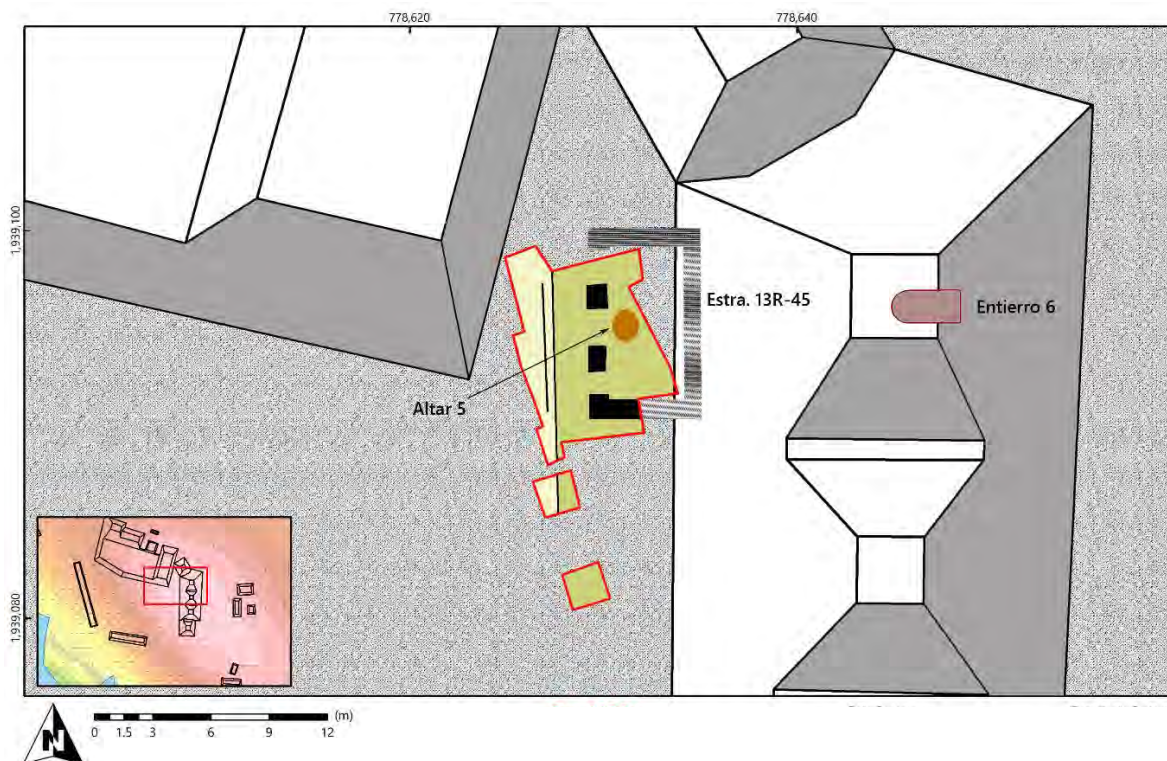 778,620
778,640
1,939,100
Estra. 13R-45
Entierro 6
Altar 5
1,939,080
N
(m)
0 1.5 3 6 9 12